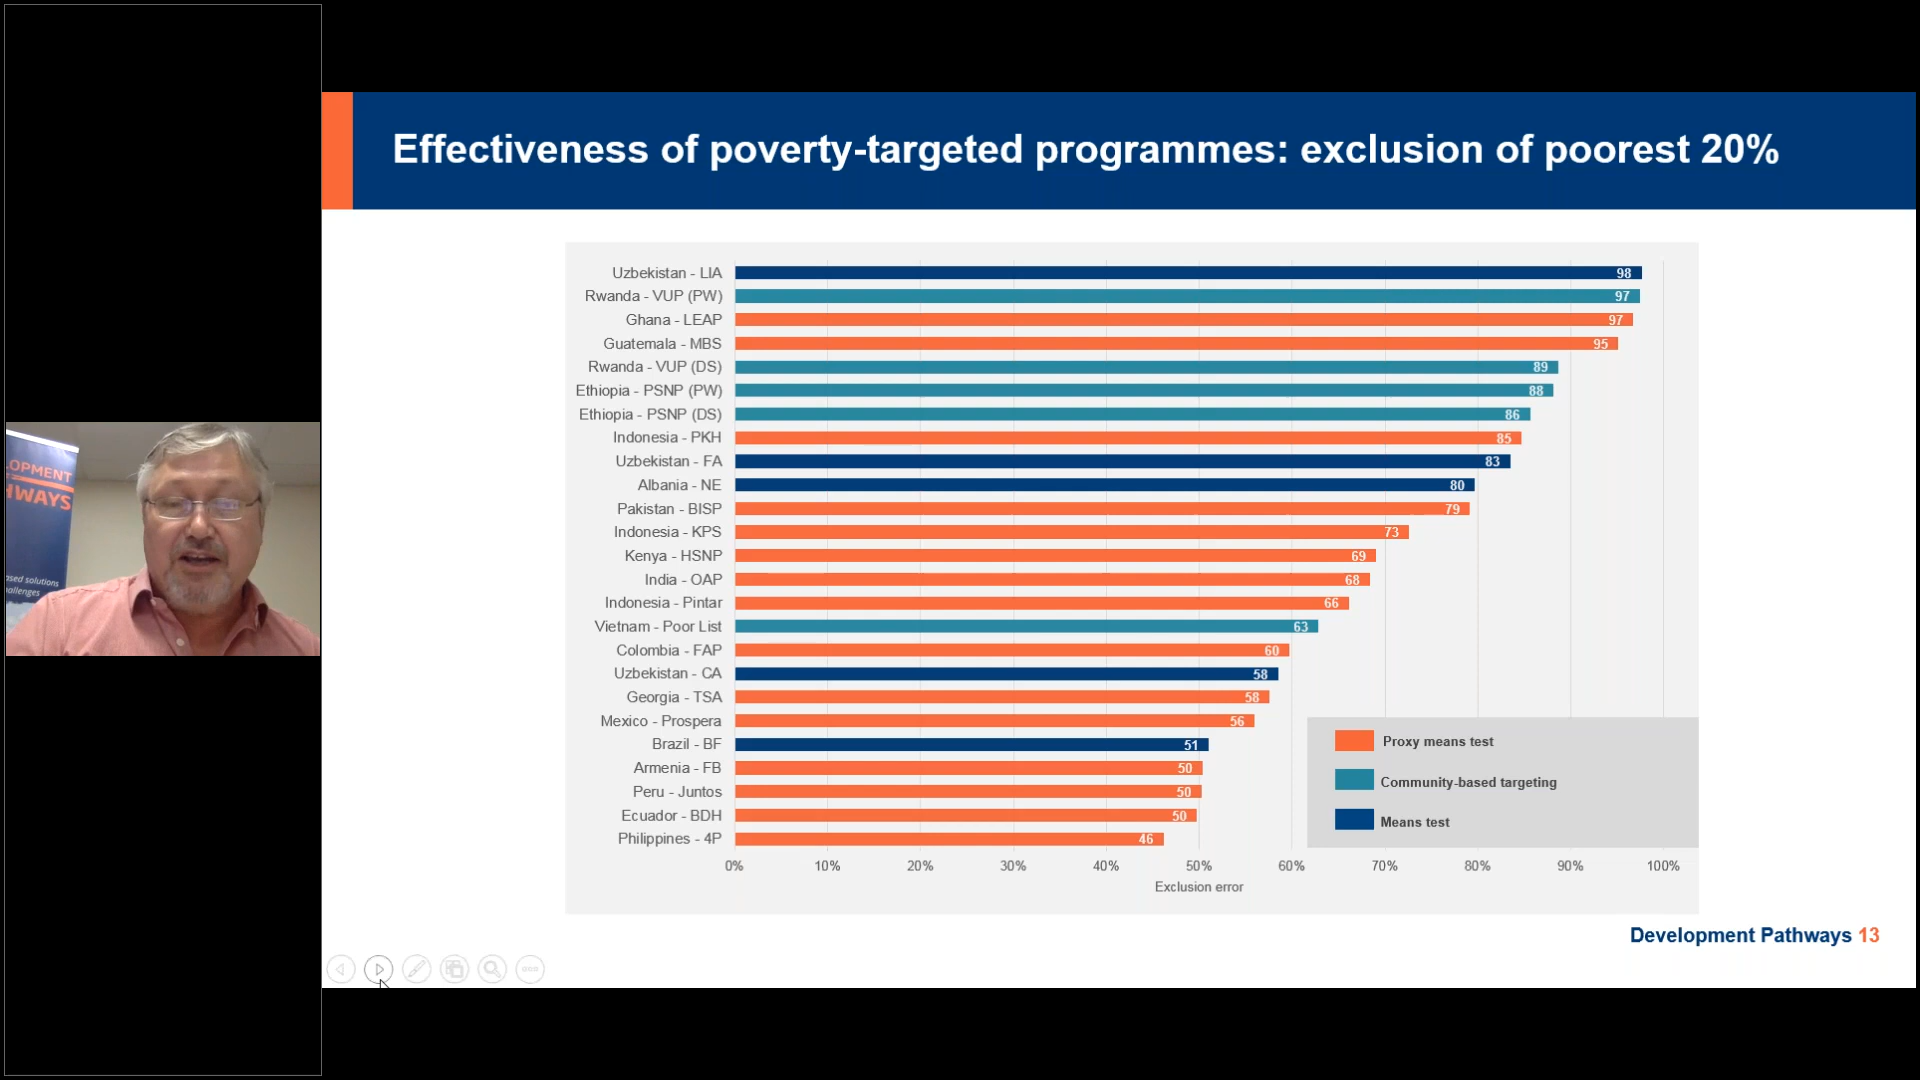 Effectiveness of poverty-targeted programmes: exclusion of poorest 20%
Uzbekistan - LIA 98
Rwanda - VUP (PW) 97
Ghana - LEAP 97
Guatemala - MBS 95
Rwanda - VUP (DS) 89
Ethiopia - PSNP (PW) 88
Ethiopia - PSNP (DS) 86
Indonesia - PKH 85
Uzbekistan - FA 83
Albania - NE 80
Pakistan - BISP 79
Indonesia - KPS 73
Kenya - HSNP 69
India - OAP 68
Indonesia - Pintar 66
Vietnam - Poor List 63
Colombia - FAP 60
Uzbekistan - CA 58
Georgia - TSA 58
Mexico - Prospera 56
Brazil - BF 51
Armenia - FB 50
Peru - Juntos 50
Ecuador - BDH 50
Philippines - 4P 46
0% 10% 20% 30% 40% 50% 60% 70% 80% 90% 100%
Exclusion error
Proxy means test
Community-based targeting
Means test
Development Pathways 13
OPMENT
WAYS
ased solutions
allenges